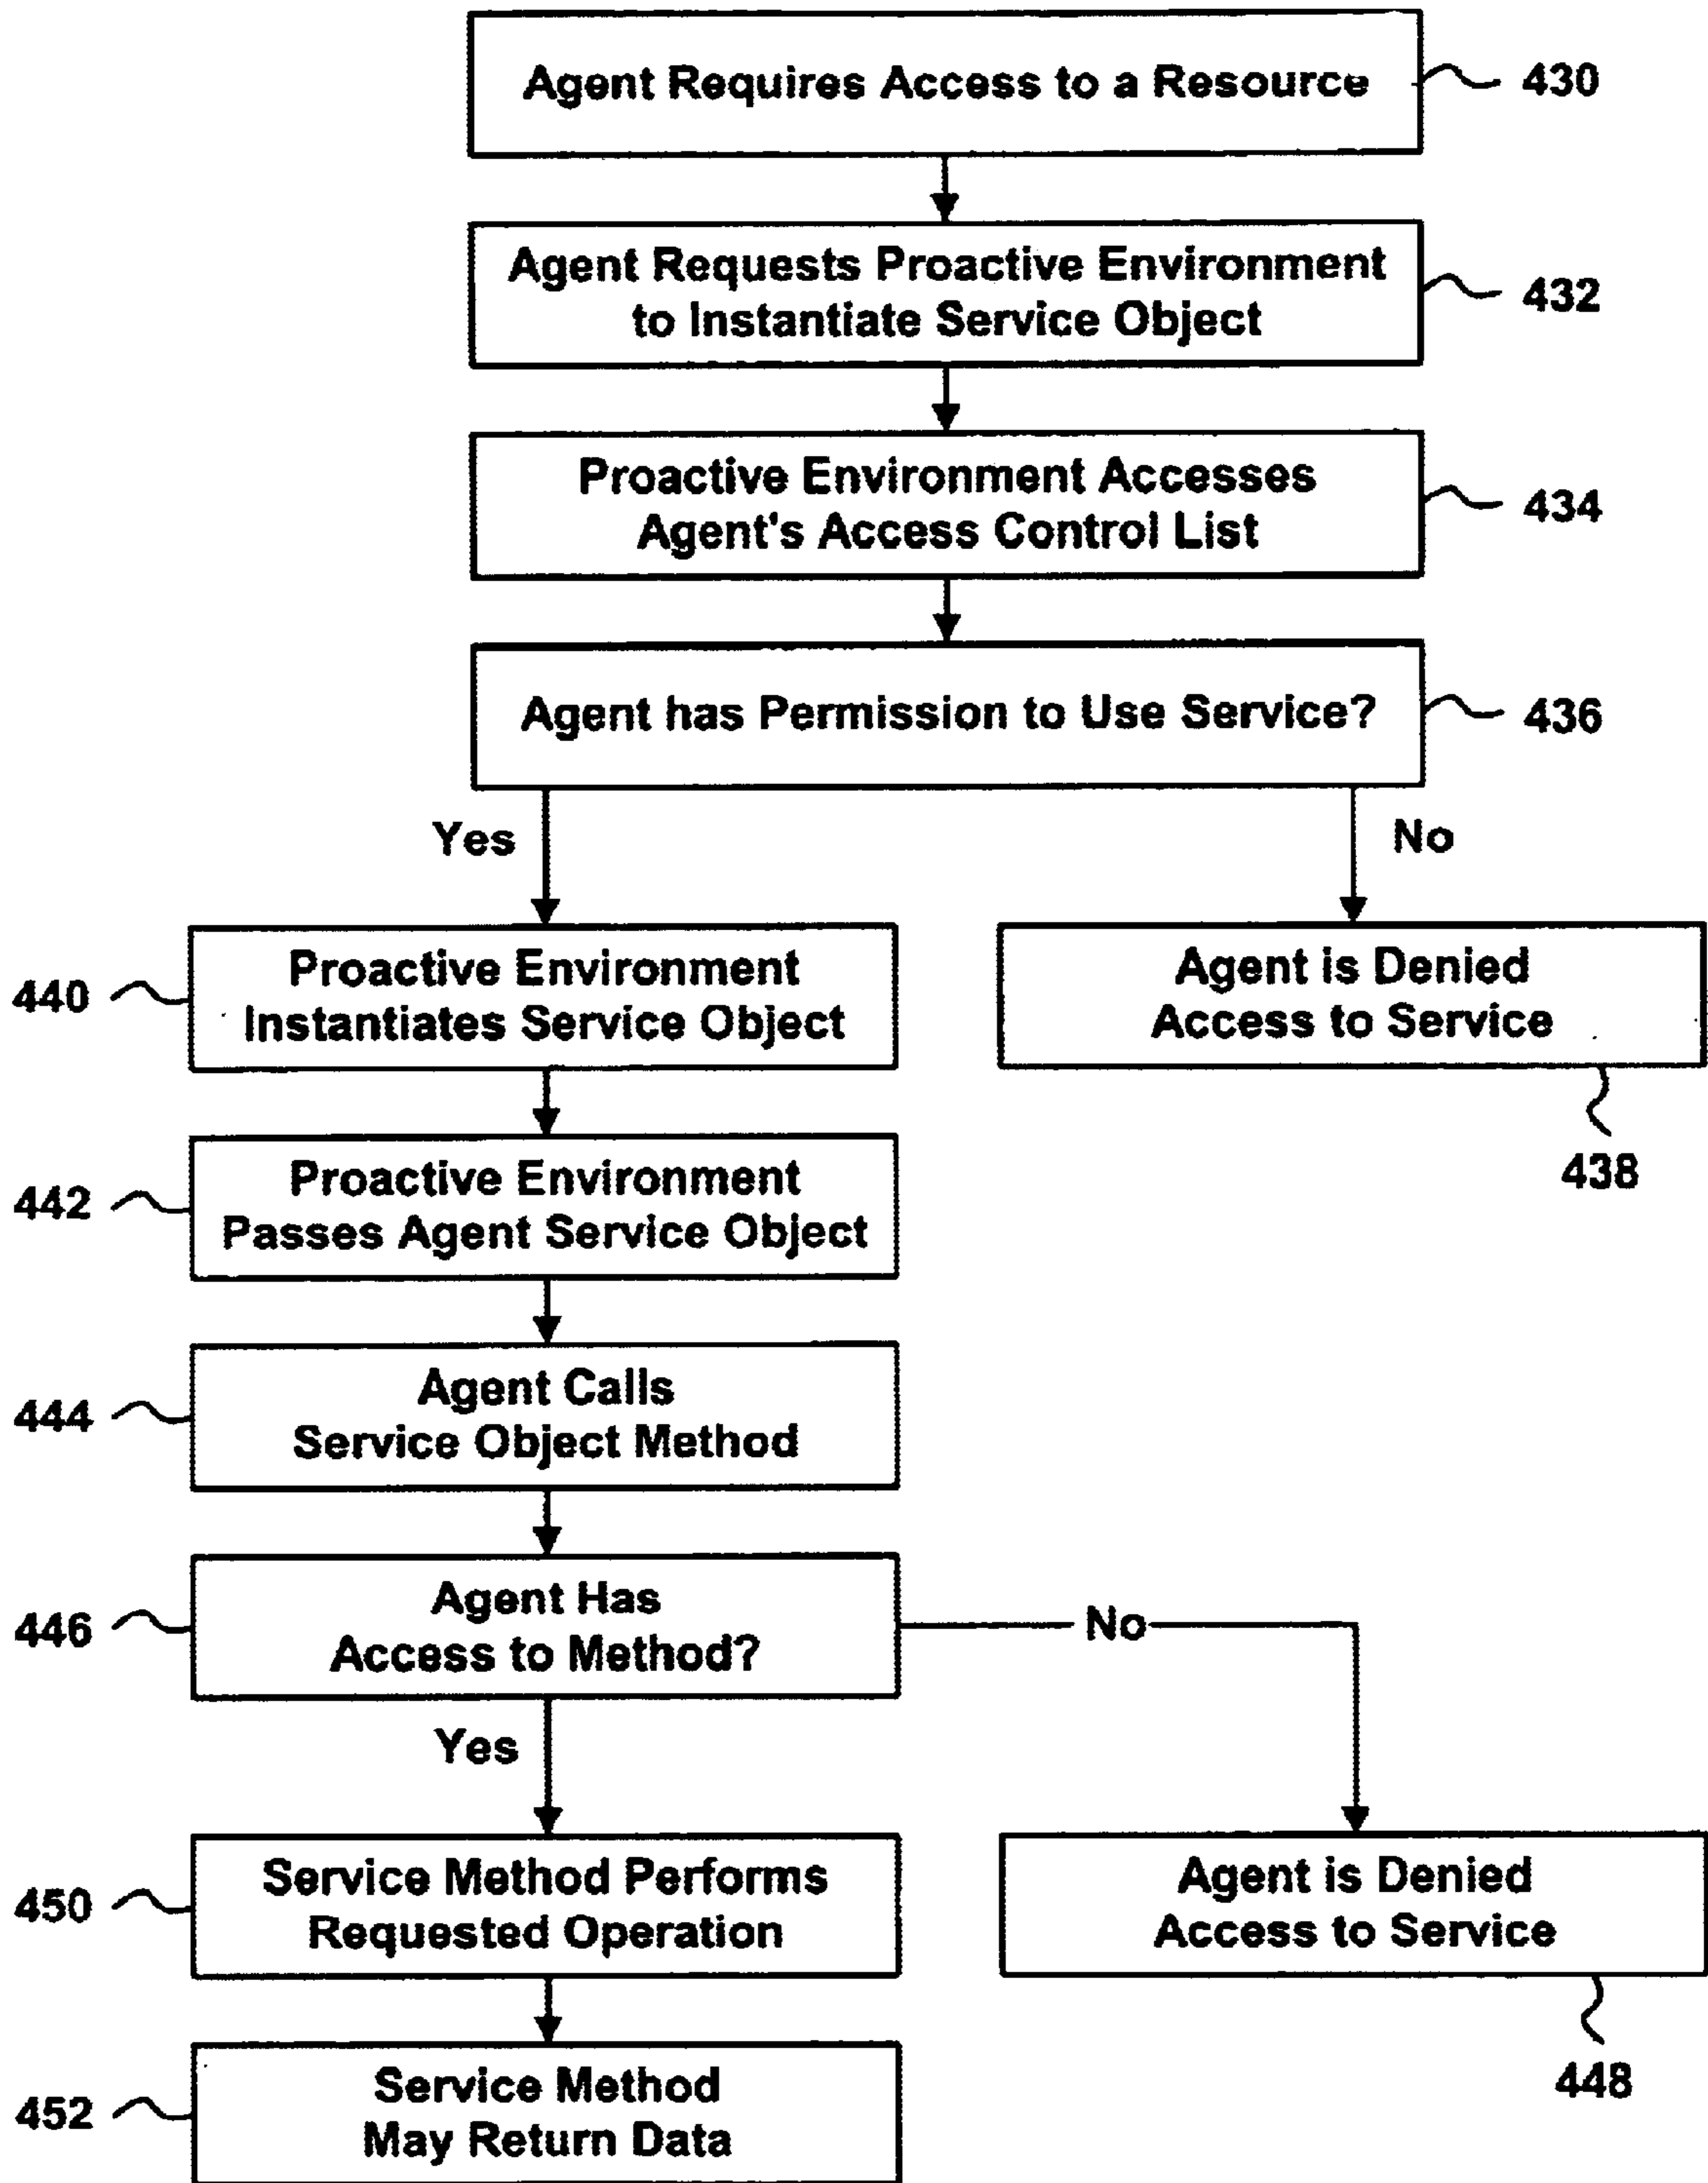 Agent Requires Access to a Resource
430
Agent Requests Proactive Environment
to Instantiate Service Object
432
Proactive Environment Accesses
Agent's Access Control List
434
Agent has Permission to Use Service?
436
Yes
No
440
Proactive Environment
Instantiates Service Object
Agent is Denied
Access to Service
438
442
Proactive Environment
Passes Agent Service Object
444
Agent Calls
Service Object Method
446
Agent Has
Access to Method?
No
Yes
450
Service Method Performs
Requested Operation
Agent is Denied
Access to Service
448
452
Service Method
May Return Data